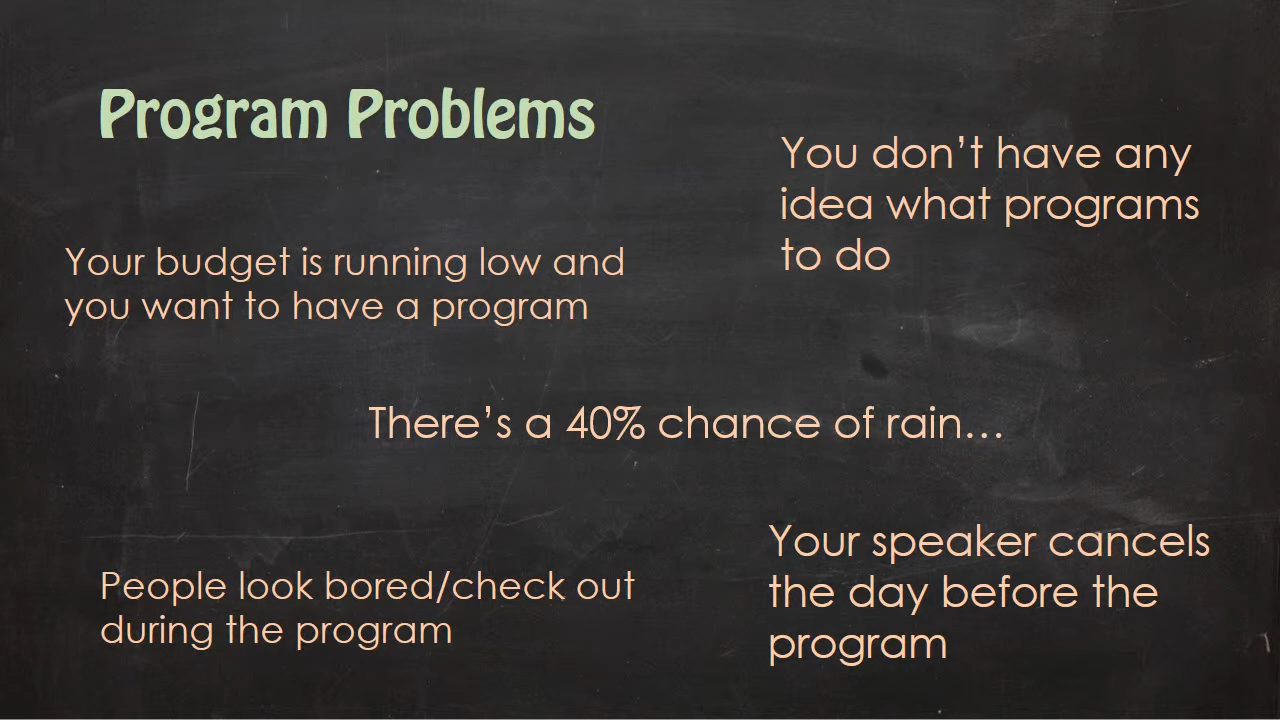 Program Problems
You don’t have any
idea what programs
to do
Your budget is running low and
you want to have a program
There’s a 40% chance of rain…
People look bored/check out
during the program
Your speaker cancels
the day before the
program